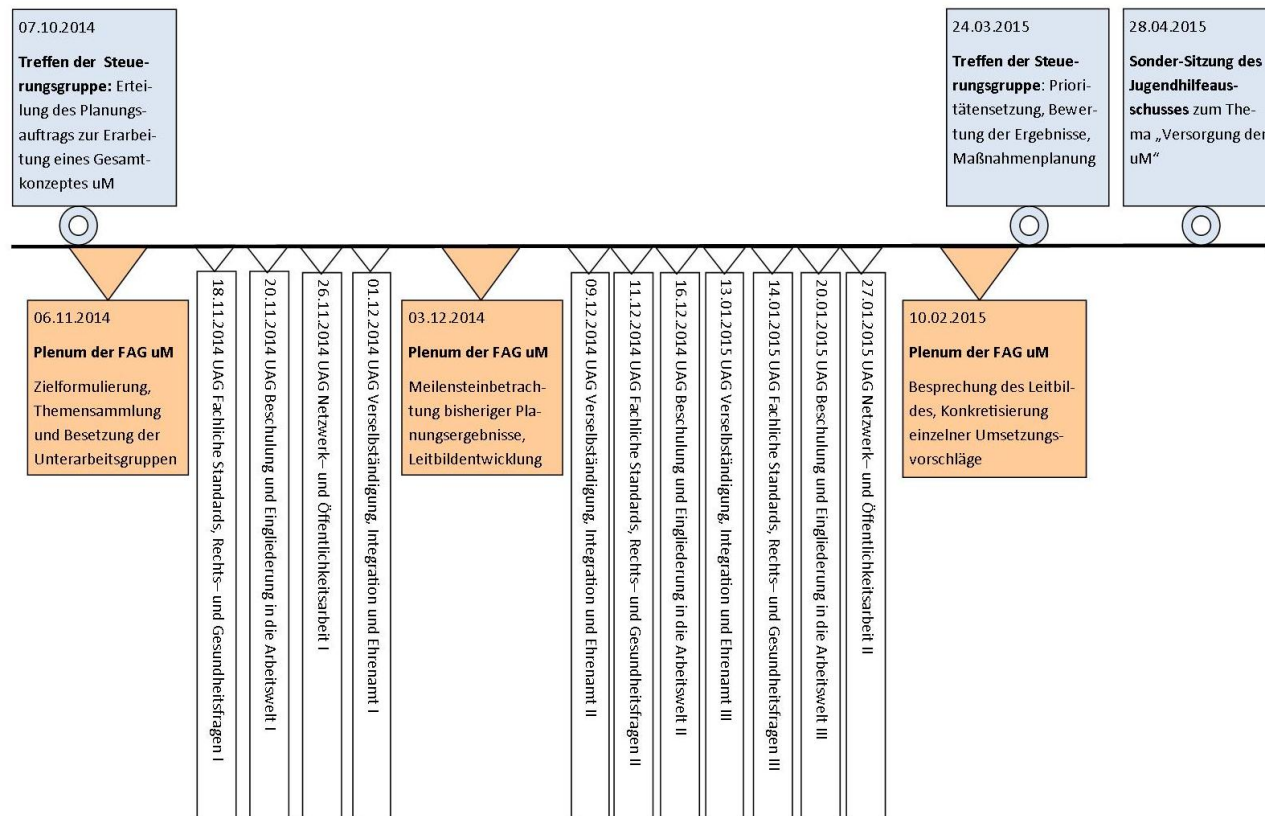 07.10.2014
Treffen der Steue-
rungsgruppe: Ertei-
lung des Planungs-
auftrags zur Erarbei-
tung eines Gesamt-
konzeptes uM
24.03.2015
Treffen der Steue-
rungsgruppe: Priori-
tätensetzung, Bewer-
tung der Ergebnisse,
Maßnahmenplanung
28.04.2015
Sonder-Sitzung des
Jugendhilfeaus-
schusses zum The-
ma „Versorgung der
uM“
06.11.2014
Plenum der FAG uM
Zielformulierung,
Themensammlung
und Besetzung der
Unterarbeitsgruppen
18.11.2014 UAG Fachliche Standards, Rechts– und Gesundheitsfragen I
20.11.2014 UAG Beschulung und Eingliederung in die Arbeitswelt I
26.11.2014 UAG Netzwerk– und Öffentlichkeitsarbeit I
01.12.2014 UAG Verselbständigung, Integration und Ehrenamt I
03.12.2014
Plenum der FAG uM
Meilensteinbetrach-
tung bisheriger Pla-
nungsergebnisse,
Leitbildentwicklung
09.12.2014 UAG Verselbständigung, Integration und Ehrenamt II
11.12.2014 UAG Fachliche Standards, Rechts– und Gesundheitsfragen II
16.12.2014 UAG Beschulung und Eingliederung in die Arbeitswelt II
13.01.2015 UAG Verselbständigung, Integration und Ehrenamt III
14.01.2015 UAG Fachliche Standards, Rechts– und Gesundheitsfragen III
20.01.2015 UAG Beschulung und Eingliederung in die Arbeitswelt III
27.01.2015 UAG Netzwerk– und Öffentlichkeitsarbeit II
10.02.2015
Plenum der FAG uM
Besprechung des Leitbil-
des, Konkretisierung
einzelner Umsetzungs-
vorschläge